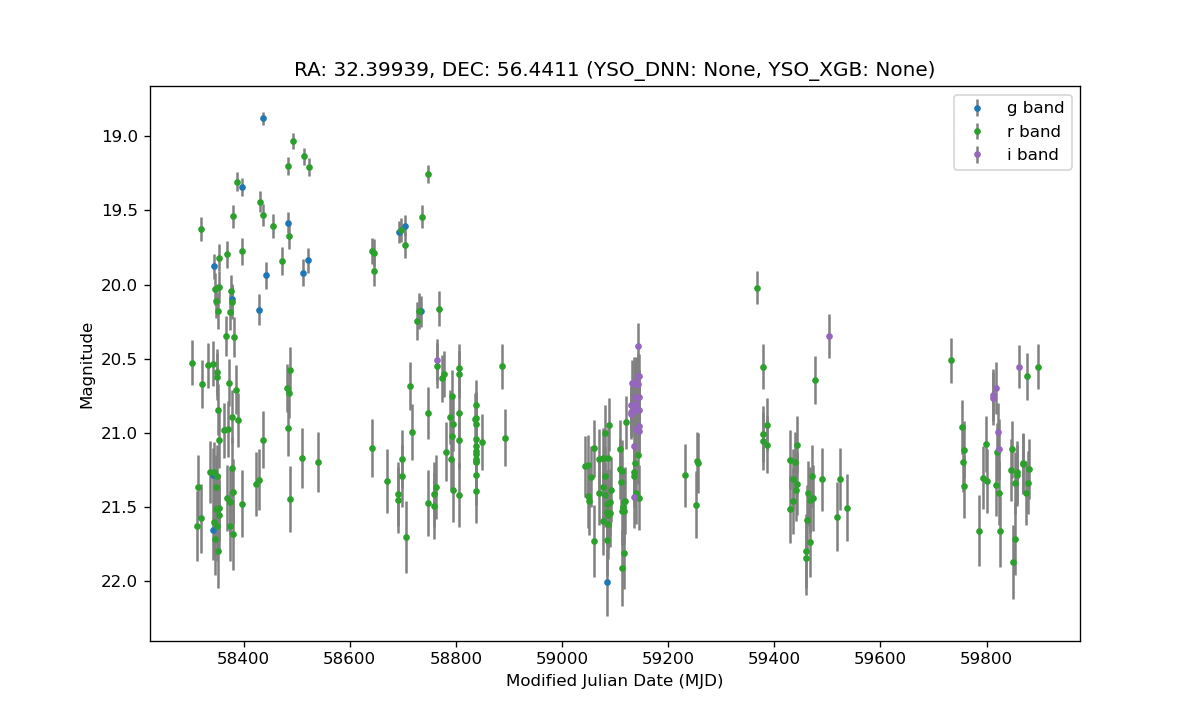 RA: 32.39939, DEC: 56.4411 (YSO_DNN: None, YSO_XGB: None)
g band
r band
i band
19.0
19.5
20.0
20.5
21.0
21.5
22.0
Magnitude
58400 58600 58800 59000 59200 59400 59600 59800
Modified Julian Date (MJD)